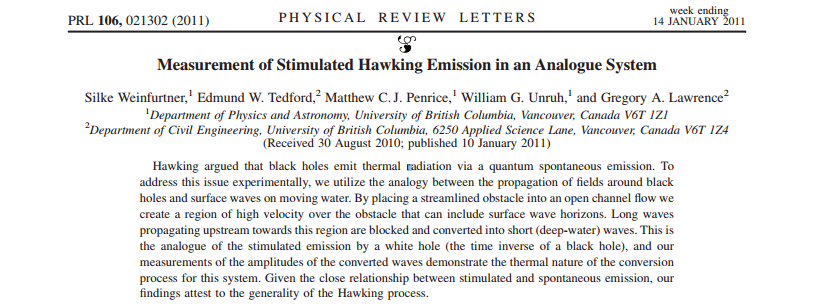 PRL 106, 021302 (2011)
PHYSICAL REVIEW LETTERS
week ending
14 JANUARY 2011
Measurement of Stimulated Hawking Emission in an Analogue System
Silke Weinfurtner,1 Edmund W. Tedford,2 Matthew C. J. Penrice,1 William G. Unruh,1 and Gregory A. Lawrence2
1Department of Physics and Astronomy, University of British Columbia, Vancouver, Canada V6T 1Z1
2Department of Civil Engineering, University of British Columbia, 6250 Applied Science Lane, Vancouver, Canada V6T 1Z4
(Received 30 August 2010; published 10 January 2011)
Hawking argued that black holes emit thermal radiation via a quantum spontaneous emission. To
address this issue experimentally, we utilize the analogy between the propagation of fields around black
holes and surface waves on moving water. By placing a streamlined obstacle into an open channel flow we
create a region of high velocity over the obstacle that can include surface wave horizons. Long waves
propagating upstream towards this region are blocked and converted into short (deep-water) waves. This is
the analogue of the stimulated emission by a white hole (the time inverse of a black hole), and our
measurements of the amplitudes of the converted waves demonstrate the thermal nature of the conversion
process for this system. Given the close relationship between stimulated and spontaneous emission, our
findings attest to the generality of the Hawking process.